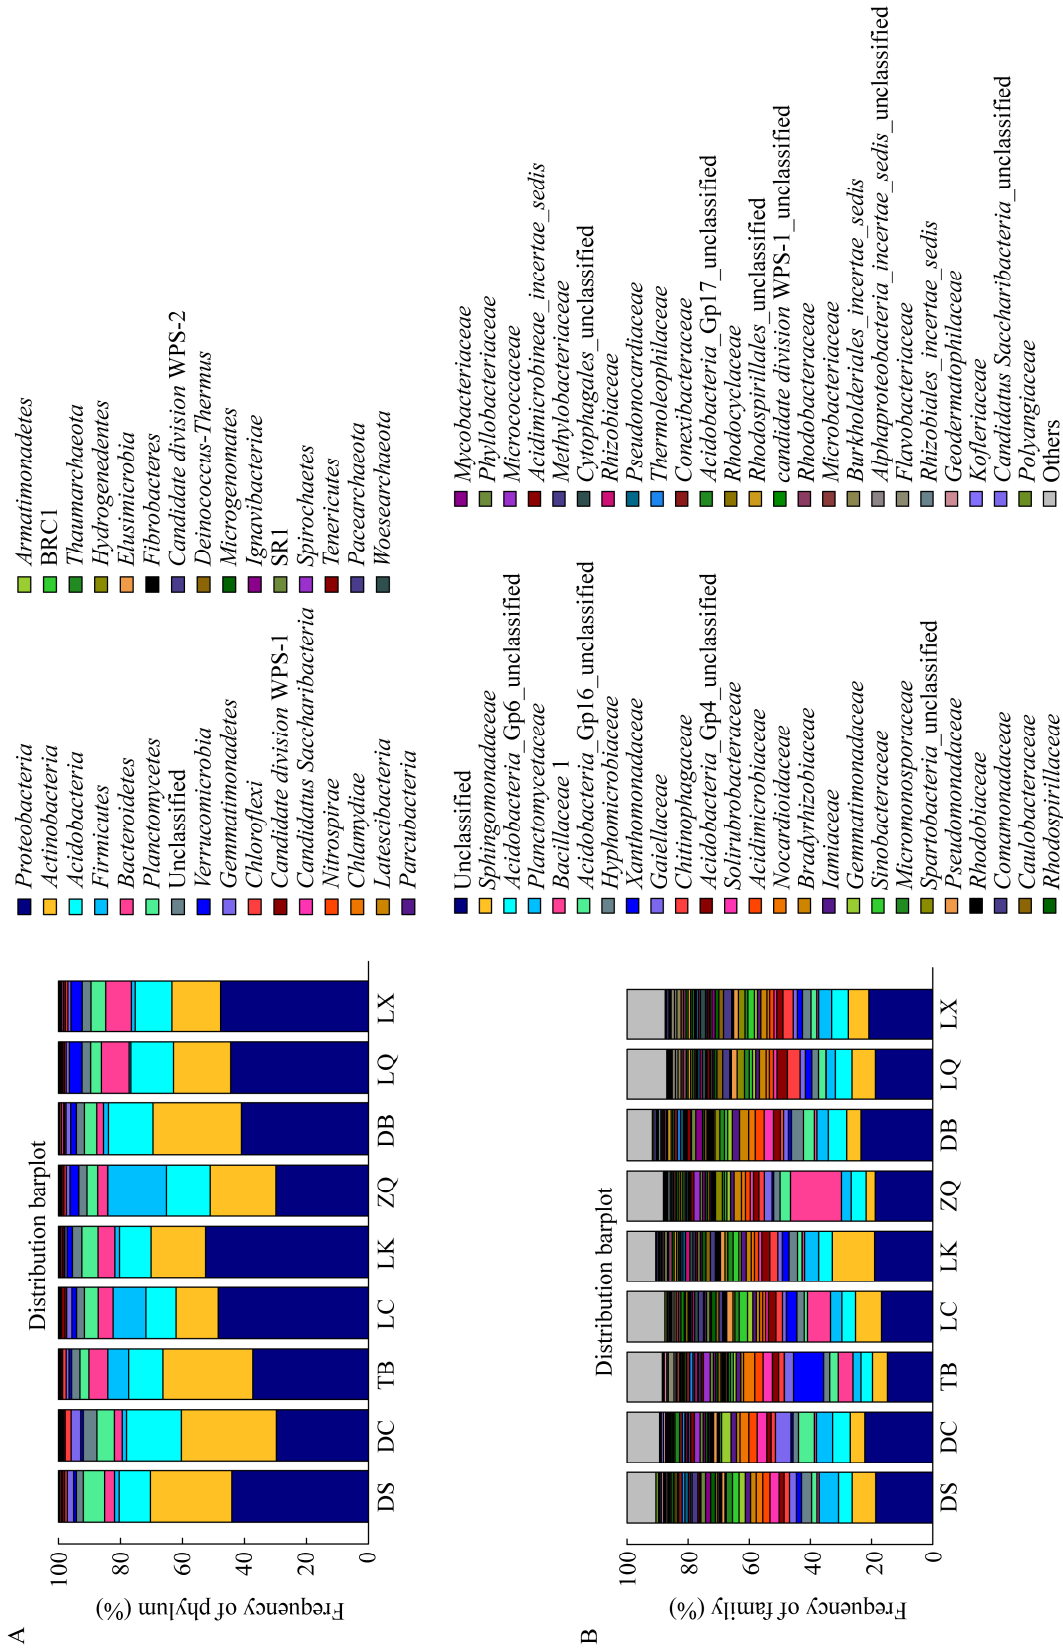 A
Distribution barplot
Frequency of phylum (%)
100
80
60
40
20
0
DS
DC
TB
LC
LK
ZQ
DB
LQ
LX
Proteobacteria
Actinobacteria
Acidobacteria
Firmicutes
Bacteroidetes
Planctomycetes
Unclassified
Verrucomicrobia
Gemmatimonadetes
Chloroflexi
Candidate division WPS-1
Candidatus Saccharibacteria
Nitrospirae
Chlamydiae
Latescibacteria
Parcubacteria
Armatimonadetes
BRC1
Thaumarchaeota
Hydrogenedentes
Elusimicrobia
Fibrobacteres
Candidate division WPS-2
Deinococcus-Thermus
Microgenomates
Ignavibacteriae
SR1
Spirochaetes
Tenericutes
Pacearchaeota
Woesearchaeota
B
Distribution barplot
Frequency of family (%)
100
80
60
40
20
0
DS
DC
TB
LC
LK
ZQ
DB
LQ
LX
Unclassified
Sphingomonadaceae
Acidobacteria_Gp6_unclassified
Planctomycetaceae
Bacillaceae 1
Acidobacteria_Gp16_unclassified
Hyphomicrobiaceae
Xanthomonadaceae
Gaiellaceae
Chitinophagaceae
Acidobacteria_Gp4_unclassified
Solirubrobacteraceae
Acidimicrobiaceae
Nocardioidaceae
Bradyrhizobiaceae
Iamiaceae
Gemmatimonadaceae
Sinobacteraceae
Micromonosporaceae
Spartobacteria_unclassified
Pseudomonadaceae
Rhodobiaceae
Comamonadaceae
Caulobacteraceae
Rhodospirillaceae
Mycobacteriaceae
Phyllobacteriaceae
Micrococcaceae
Acidimicrobineae_incertae_sedis
Methylobacteriaceae
Cytophagales_unclassified
Rhizobiaceae
Pseudonocardiaceae
Thermoleophilaceae
Conexibacteraceae
Acidobacteria_Gp17_unclassified
Rhodocyclaceae
Rhodospirillales_unclassified
candidate division WPS-1_unclassified
Rhodobacteraceae
Microbacteriaceae
Burkholderiales_incertae_sedis
Alphaproteobacteria_incertae_sedis_unclassified
Flavobacteriaceae
Rhizobiales_incertae_sedis
Geodermatophilaceae
Kofleriaceae
Candidatus Saccharibacteria_unclassified
Polyangiaceae
Others